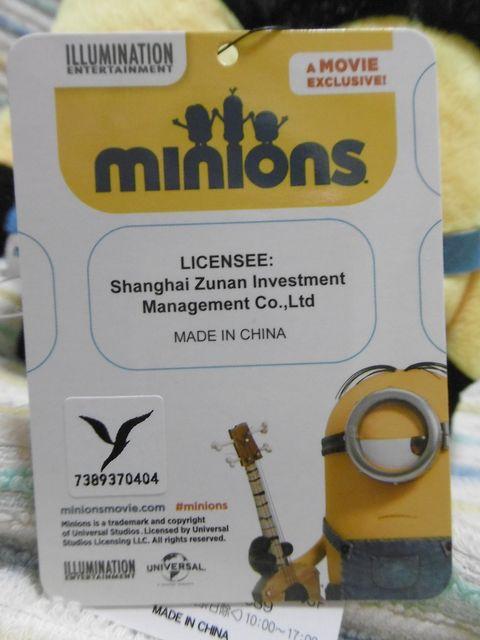 ILLUMINATION
ENTERTAINMENT
A MOVIE
EXCLUSIVE!
minions
LICENSEE:
Shanghai Zunan Investment
Management Co.,Ltd
MADE IN CHINA
7389370404
minionsmovie.com #minions
Minions is a trademark and copyright
of Universal Studios. Licensed by Universal
Studios Licensing LLC. All rights reserved.
ILLUMINATION
ENTERTAINMENT
UNIVERSAL
除く 10:00~17:00
MADE IN CHINA